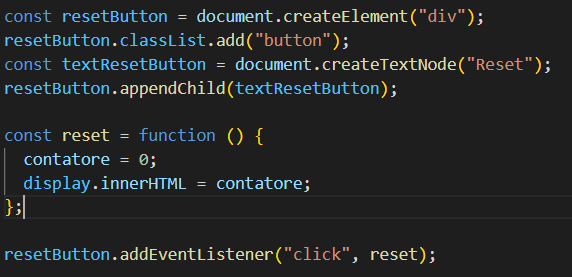 const resetButton = document.createElement("div");
resetButton.classList.add("button");
const textResetButton = document.createTextNode("Reset");
resetButton.appendChild(textResetButton);

const reset = function () {
  contatore = 0;
  display.innerHTML = contatore;
};

resetButton.addEventListener("click", reset);